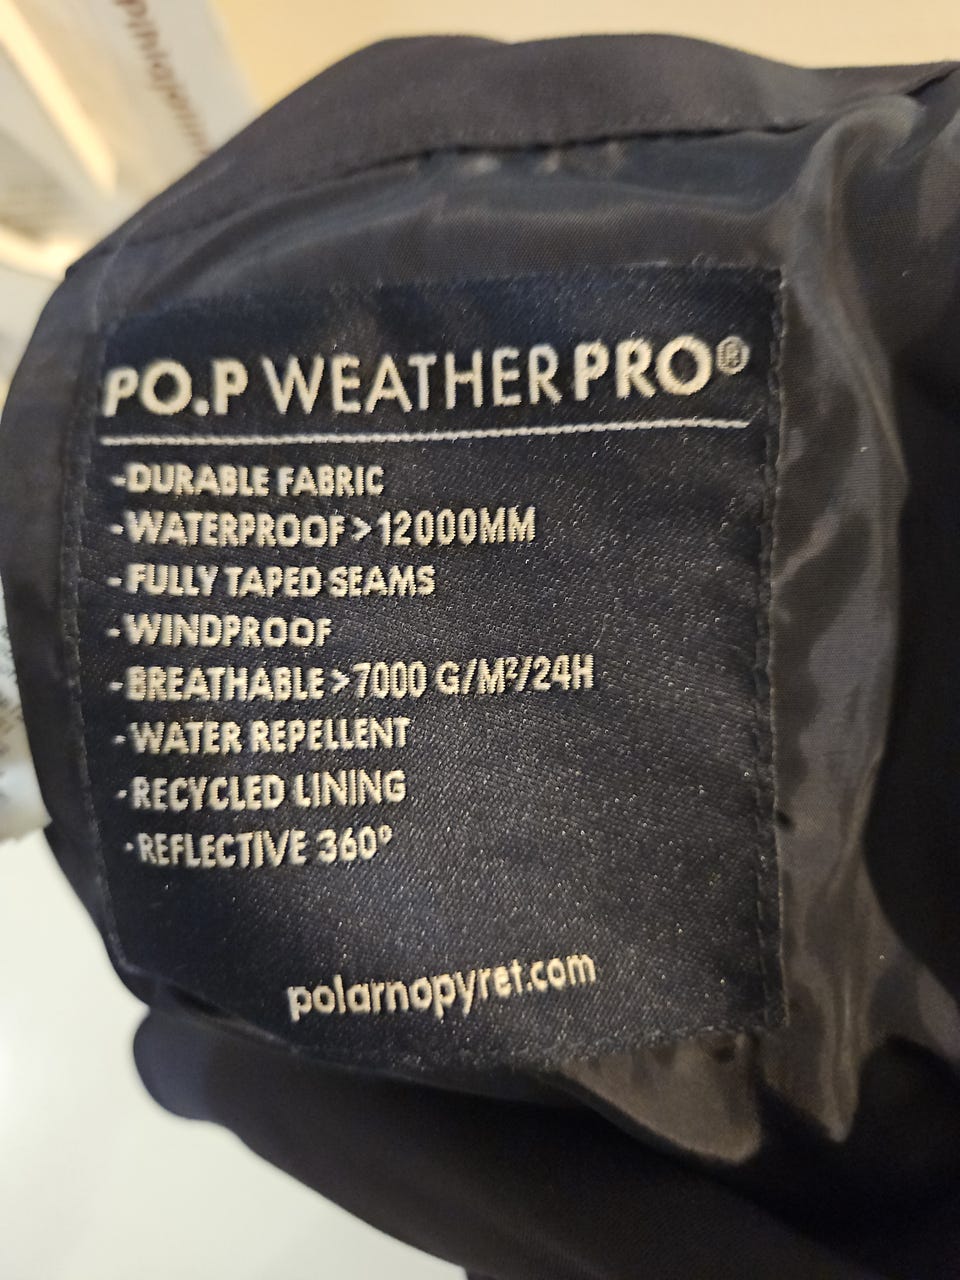 PO.P WEATHERPRO®
-DURABLE FABRIC
-WATERPROOF>12000MM
-FULLY TAPED SEAMS
-WINDPROOF
-BREATHABLE>7000 G/M²/24H
-WATER REPELLENT
-RECYCLED LINING
-REFLECTIVE 360°
polarnopyret.com